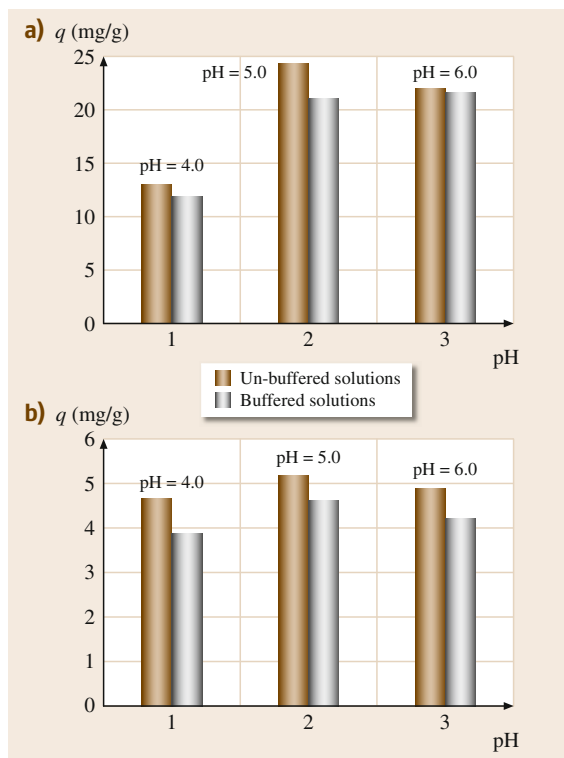 a) q (mg/g)
25
20
15
10
5
0
pH = 4.0
pH = 5.0
pH = 6.0
1 2 3
pH
Un-buffered solutions
Buffered solutions
b) q (mg/g)
6
5
4
3
2
1
0
pH = 4.0
pH = 5.0
pH = 6.0
1 2 3
pH